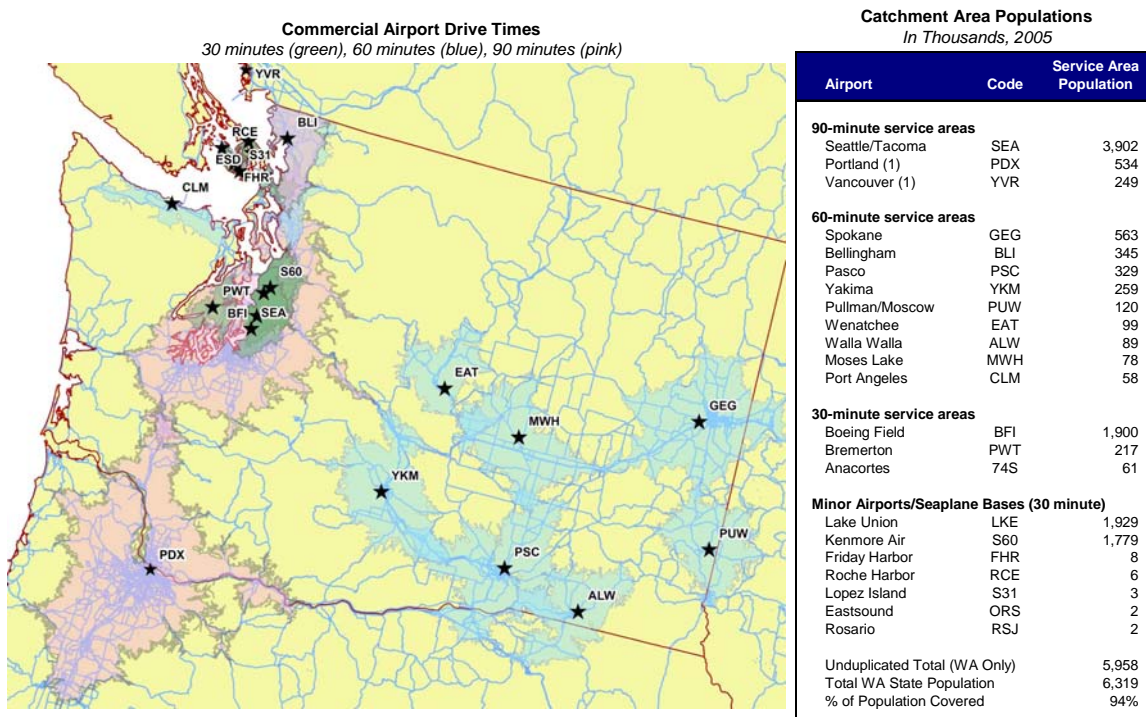 Commercial Airport Drive Times
30 minutes (green), 60 minutes (blue), 90 minutes (pink)
YVR
BLI
RCE
S31
ESD
FHR
CLM
S60
PWT
SEA
BFI
EAT
GEG
MWH
YKM
PUW
PSC
PDX
ALW
Catchment Area Populations
In Thousands, 2005
Airport Code Service Area Population
90-minute service areas
Seattle/Tacoma SEA 3,902
Portland (1) PDX 534
Vancouver (1) YVR 249
60-minute service areas
Spokane GEG 563
Bellingham BLI 345
Pasco PSC 329
Yakima YKM 259
Pullman/Moscow PUW 120
Wenatchee EAT 99
Walla Walla ALW 89
Moses Lake MWH 78
Port Angeles CLM 58
30-minute service areas
Boeing Field BFI 1,900
Bremerton PWT 217
Anacortes 74S 61
Minor Airports/Seaplane Bases (30 minute)
Lake Union LKE 1,929
Kenmore Air S60 1,779
Friday Harbor FHR 8
Roche Harbor RCE 6
Lopez Island S31 3
Eastsound ORS 2
Rosario RSJ 2
Unduplicated Total (WA Only) 5,958
Total WA State Population 6,319
% of Population Covered 94%